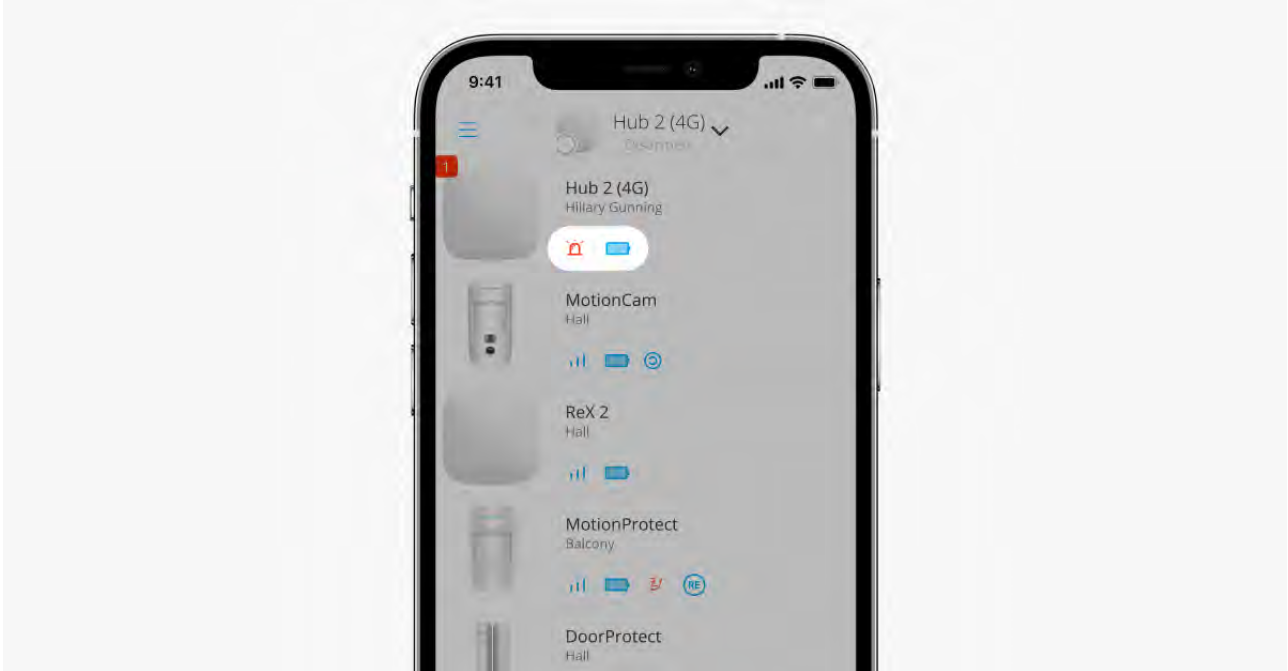 9:41
Hub 2 (4G)
Disarmed
1
Hub 2 (4G)
Hillary Gunning
MotionCam
Hall
ReX 2
Hall
MotionProtect
Balcony
RE
DoorProtect
Hall